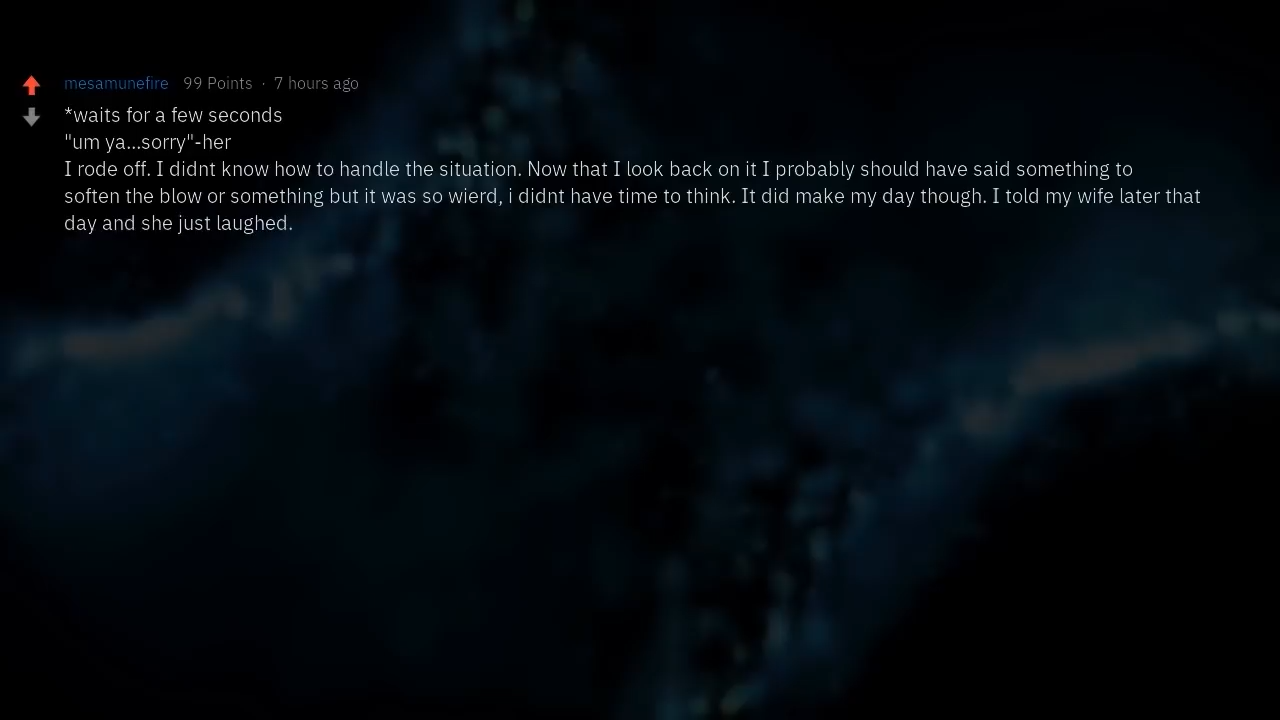 mesamunefire 99 Points · 7 hours ago
*waits for a few seconds
"um ya...sorry"-her
I rode off. I didnt know how to handle the situation. Now that I look back on it I probably should have said something to
soften the blow or something but it was so wierd, i didnt have time to think. It did make my day though. I told my wife later that
day and she just laughed.